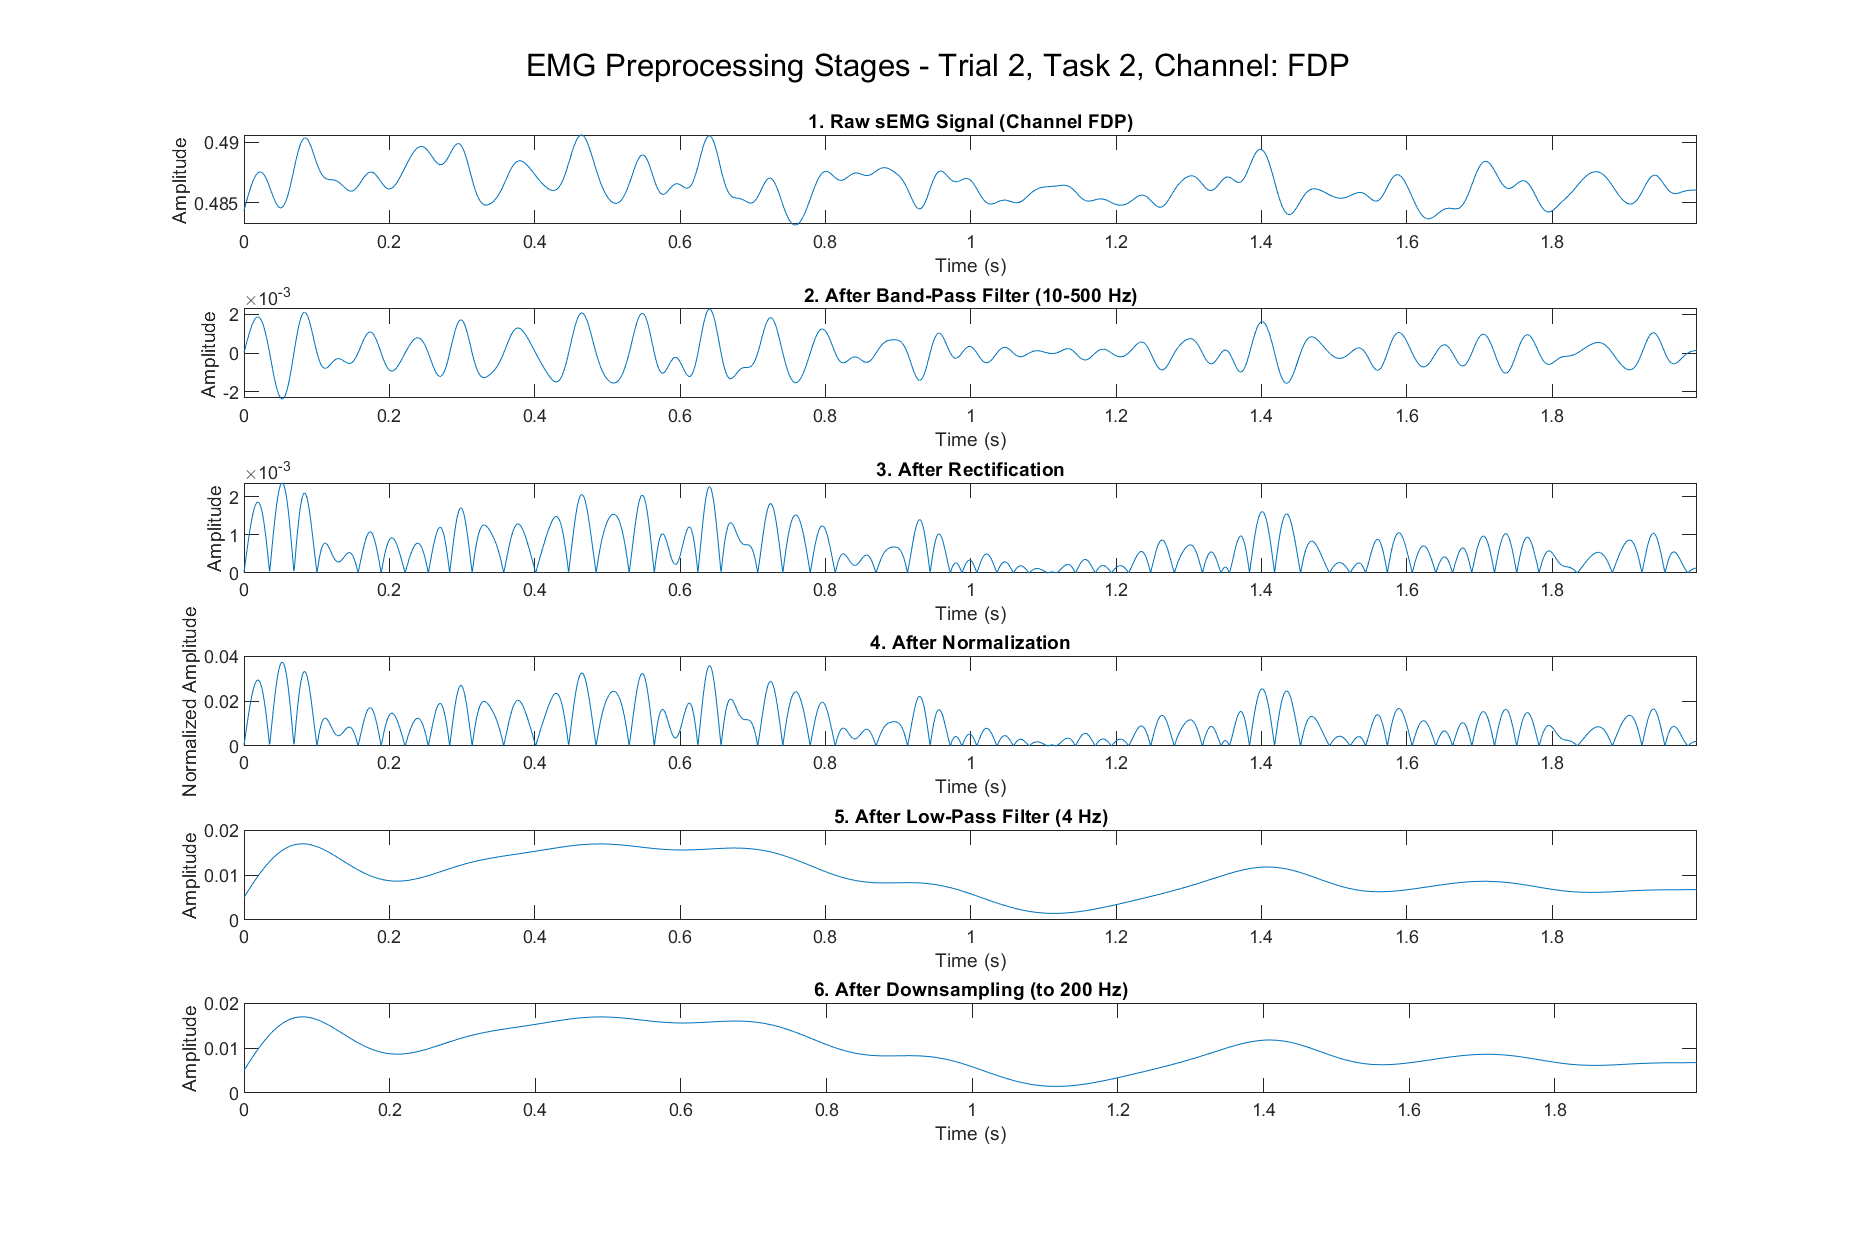 EMG Preprocessing Stages - Trial 2, Task 2, Channel: FDP
1. Raw sEMG Signal (Channel FDP)
Amplitude
0.49
0.485
0 0.2 0.4 0.6 0.8 1 1.2 1.4 1.6 1.8
Time (s)
2. After Band-Pass Filter (10-500 Hz)
×10-3
Amplitude
2
0
-2
0 0.2 0.4 0.6 0.8 1 1.2 1.4 1.6 1.8
Time (s)
3. After Rectification
×10-3
Amplitude
2
1
0
0 0.2 0.4 0.6 0.8 1 1.2 1.4 1.6 1.8
Time (s)
4. After Normalization
Normalized Amplitude
0.04
0.02
0
0 0.2 0.4 0.6 0.8 1 1.2 1.4 1.6 1.8
Time (s)
5. After Low-Pass Filter (4 Hz)
Amplitude
0.02
0.01
0
0 0.2 0.4 0.6 0.8 1 1.2 1.4 1.6 1.8
Time (s)
6. After Downsampling (to 200 Hz)
Amplitude
0.02
0.01
0
0 0.2 0.4 0.6 0.8 1 1.2 1.4 1.6 1.8
Time (s)